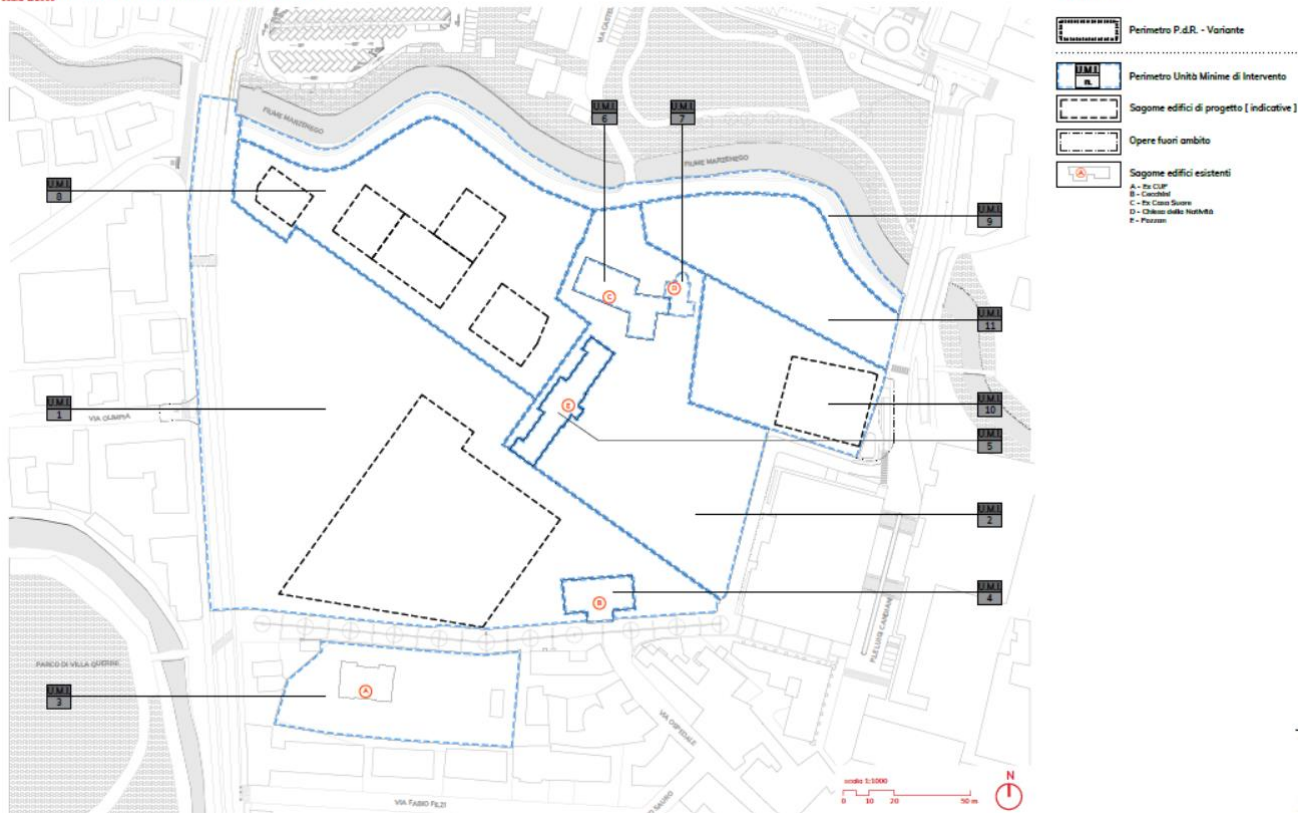 Perimetro P.d.R. - Variante
U.M.I.
n.
Perimetro Unità Minime di Intervento
Sagome edifici di progetto [ indicative ]
Opere fuori ambito
A
Sagome edifici esistenti
A - Ex CUP
B - Cecchini
C - Ex Casa Suore
D - Chiesa della Natività
E - Pozzan
FIUME MARZENEGO
FIUME MARZENEGO
U.M.I.
6
U.M.I.
7
U.M.I.
8
U.M.I.
9
C
D
U.M.I.
11
E
U.M.I.
10
U.M.I.
1
VIA OLIMPIA
U.M.I.
5
U.M.I.
2
B
U.M.I.
4
P.LE LUIGI CANDIANI
PARCO DI VILLA QUERINI
A
U.M.I.
3
VIA OSPEDALE
VIA FABIO FILZI
SAURO
scala 1:1000
0 10 20 50 m
N